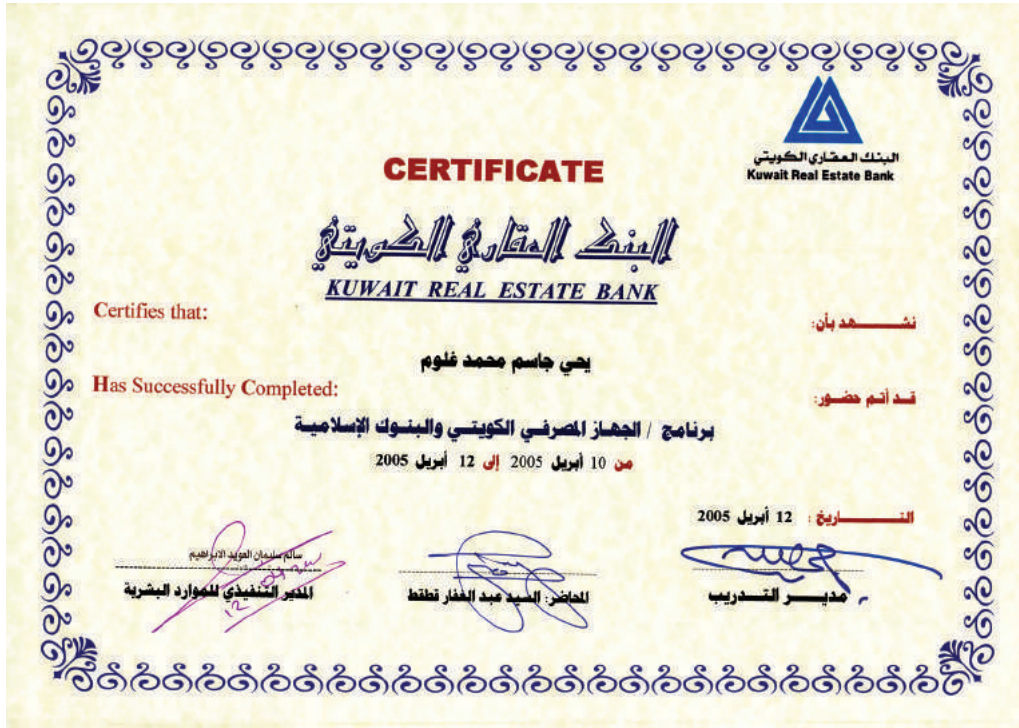 البنك العقاري الكويتي
Kuwait Real Estate Bank
CERTIFICATE
البنك العقاري الكويتي
KUWAIT REAL ESTATE BANK
Certifies that:
نشهد بأن:
يحي جاسم محمد غلوم
Has Successfully Completed:
قد أتم حضور:
برنامج / الجهاز المصرفي الكويتي والبنوك الإسلامية
من 10 أبريل 2005 إلى 12 أبريل 2005
التاريخ : 12 أبريل 2005
سالم سليمان العويد الابراهيم
مدير التدريب
المحاضر: السيد عبد الغفار قطقط
المدير التنفيذي للموارد البشرية